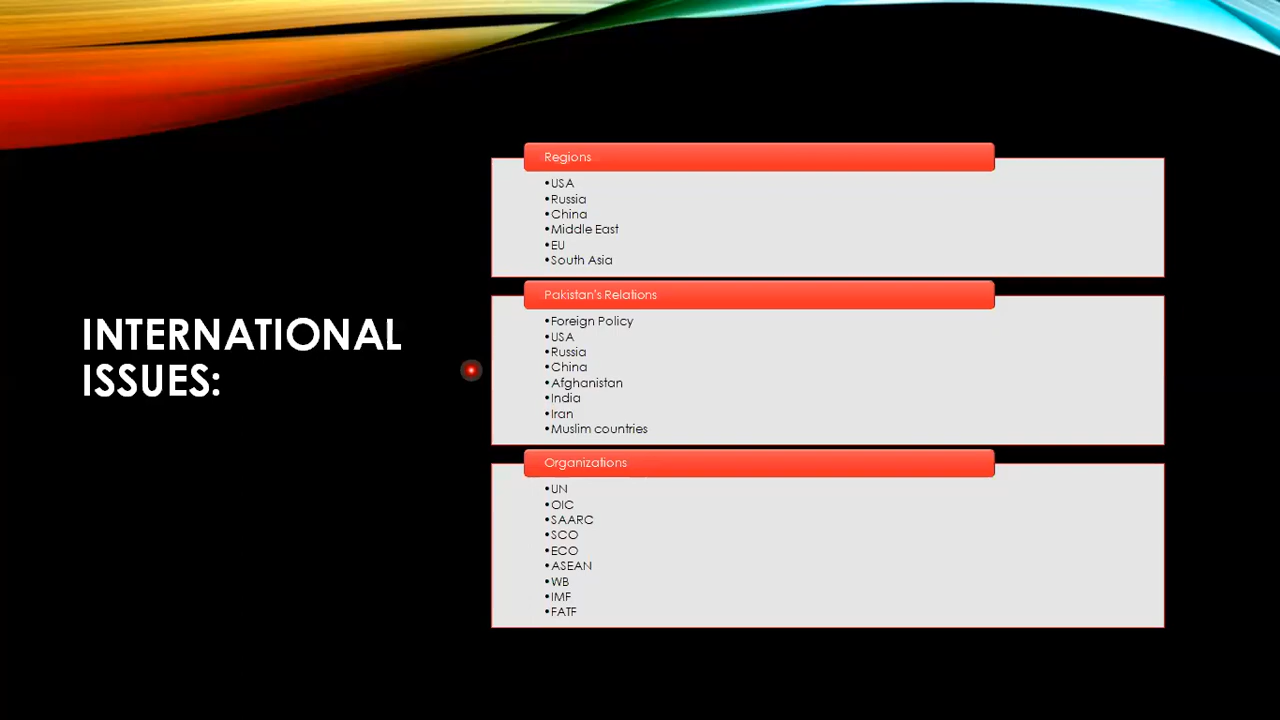 INTERNATIONAL
ISSUES:
Regions
•USA
•Russia
•China
•Middle East
•EU
•South Asia
Pakistan's Relations
•Foreign Policy
•USA
•Russia
•China
•Afghanistan
•India
•Iran
•Muslim countries
Organizations
•UN
•OIC
•SAARC
•SCO
•ECO
•ASEAN
•WB
•IMF
•FATF